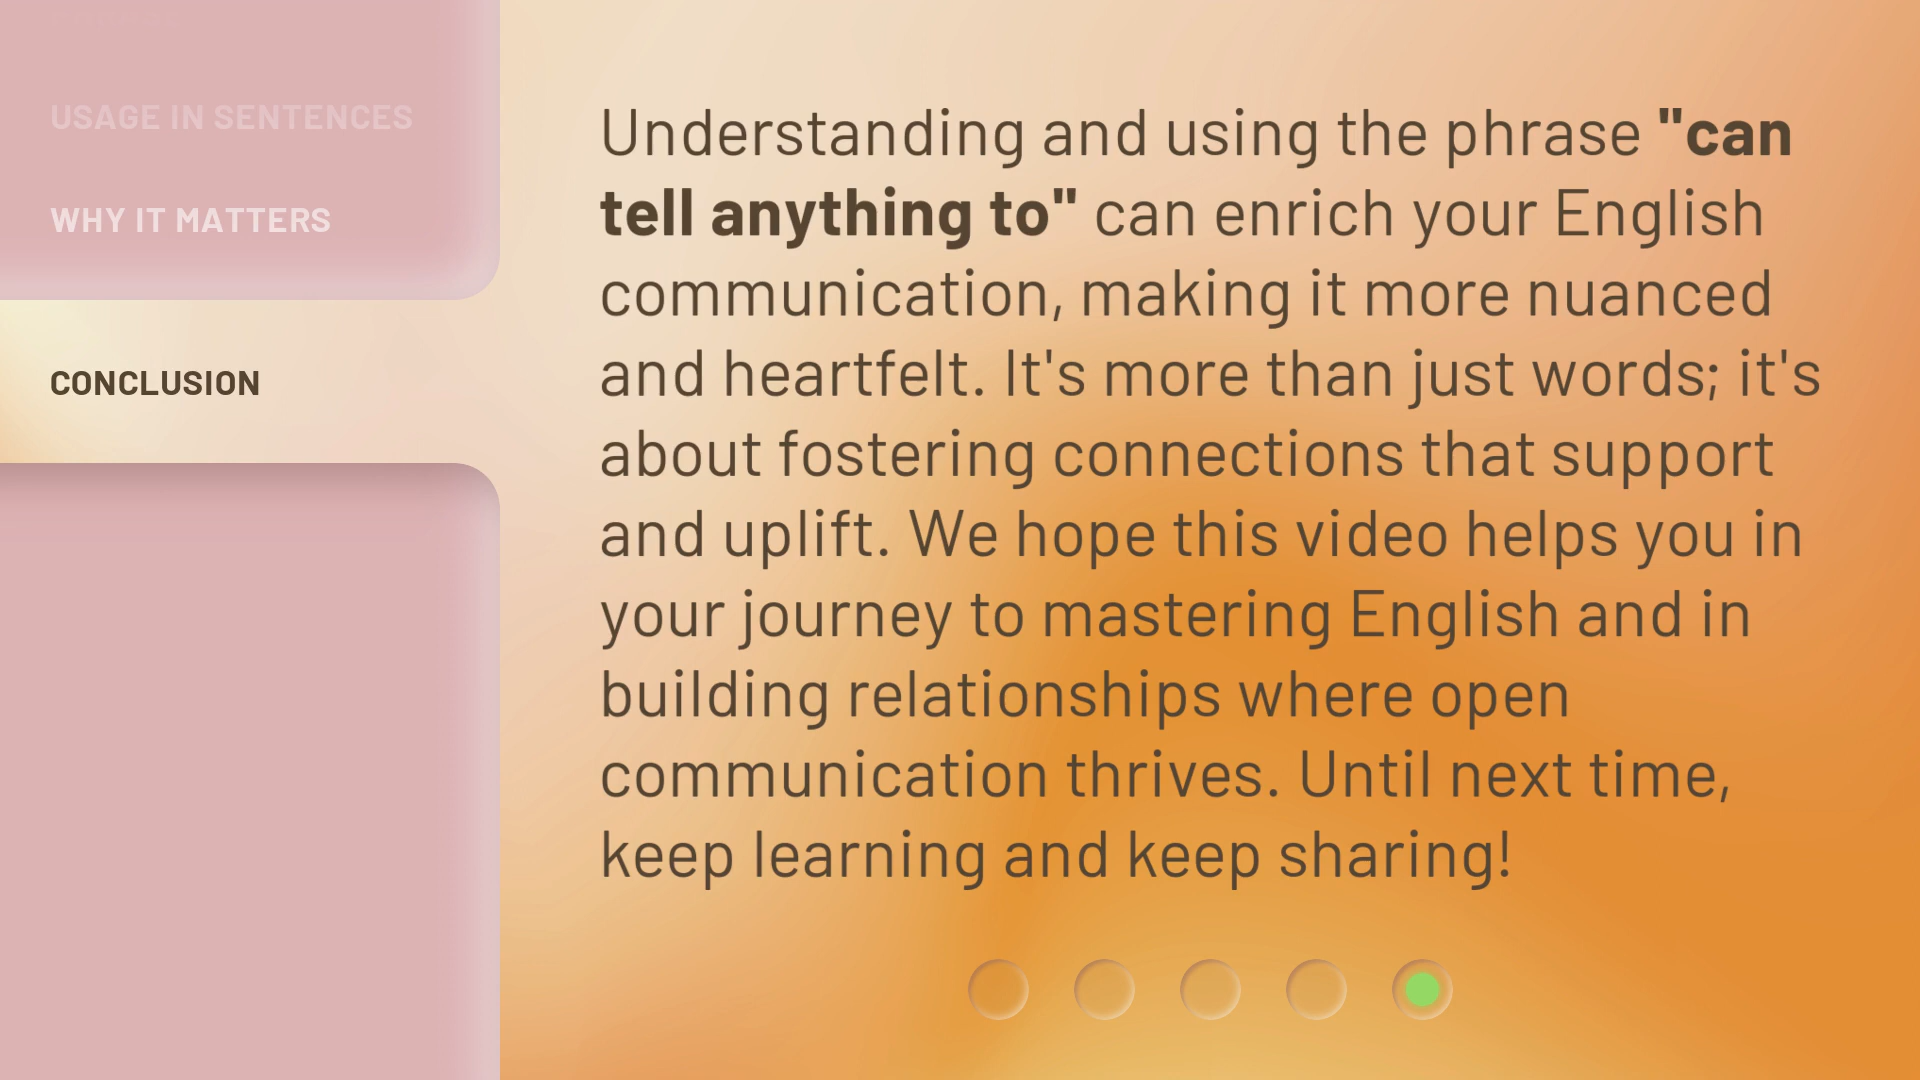 USAGE IN SENTENCES
WHY IT MATTERS
CONCLUSION
Understanding and using the phrase "can
tell anything to" can enrich your English
communication, making it more nuanced
and heartfelt. It's more than just words; it's
about fostering connections that support
and uplift. We hope this video helps you in
your journey to mastering English and in
building relationships where open
communication thrives. Until next time,
keep learning and keep sharing!